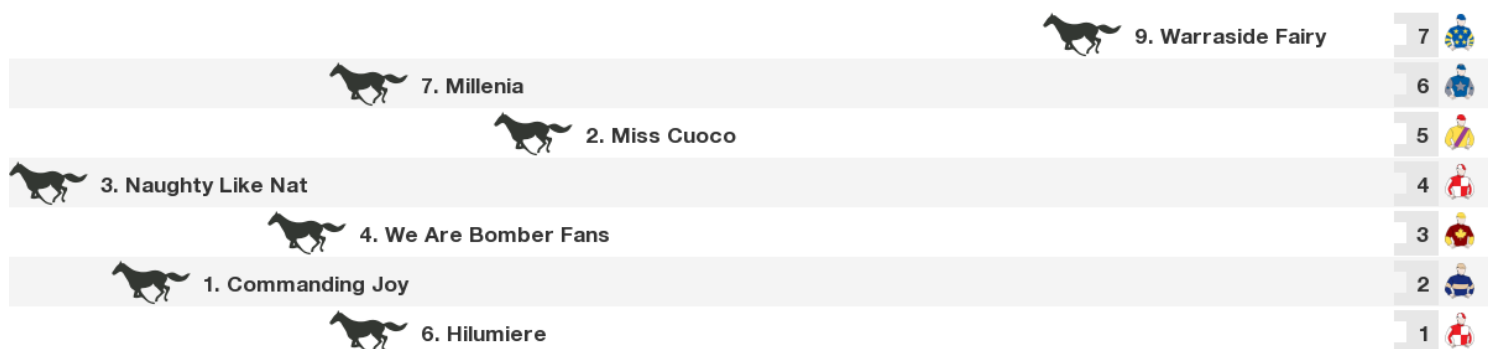 9. Warraside Fairy 7
7. Millenia 6
2. Miss Cuoco 5
3. Naughty Like Nat 4
4. We Are Bomber Fans 3
1. Commanding Joy 2
6. Hilumiere 1